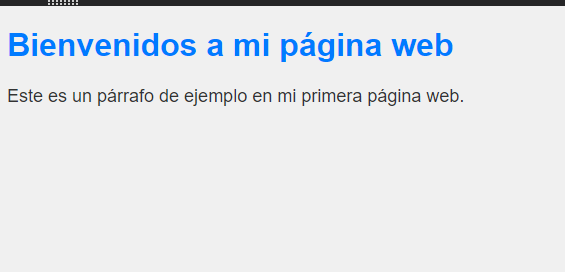 Bienvenidos a mi página web
Este es un párrafo de ejemplo en mi primera página web.